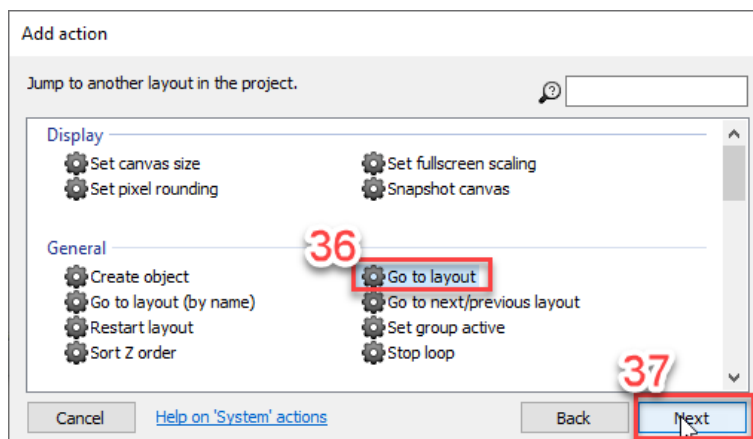 Add action
Jump to another layout in the project.
Display
Set canvas size Set fullscreen scaling
Set pixel rounding Snapshot canvas
36
General
Create object Go to layout
Go to layout (by name) Go to next/previous layout
Restart layout Set group active
Sort Z order Stop loop
37
Cancel Help on 'System' actions Back Next